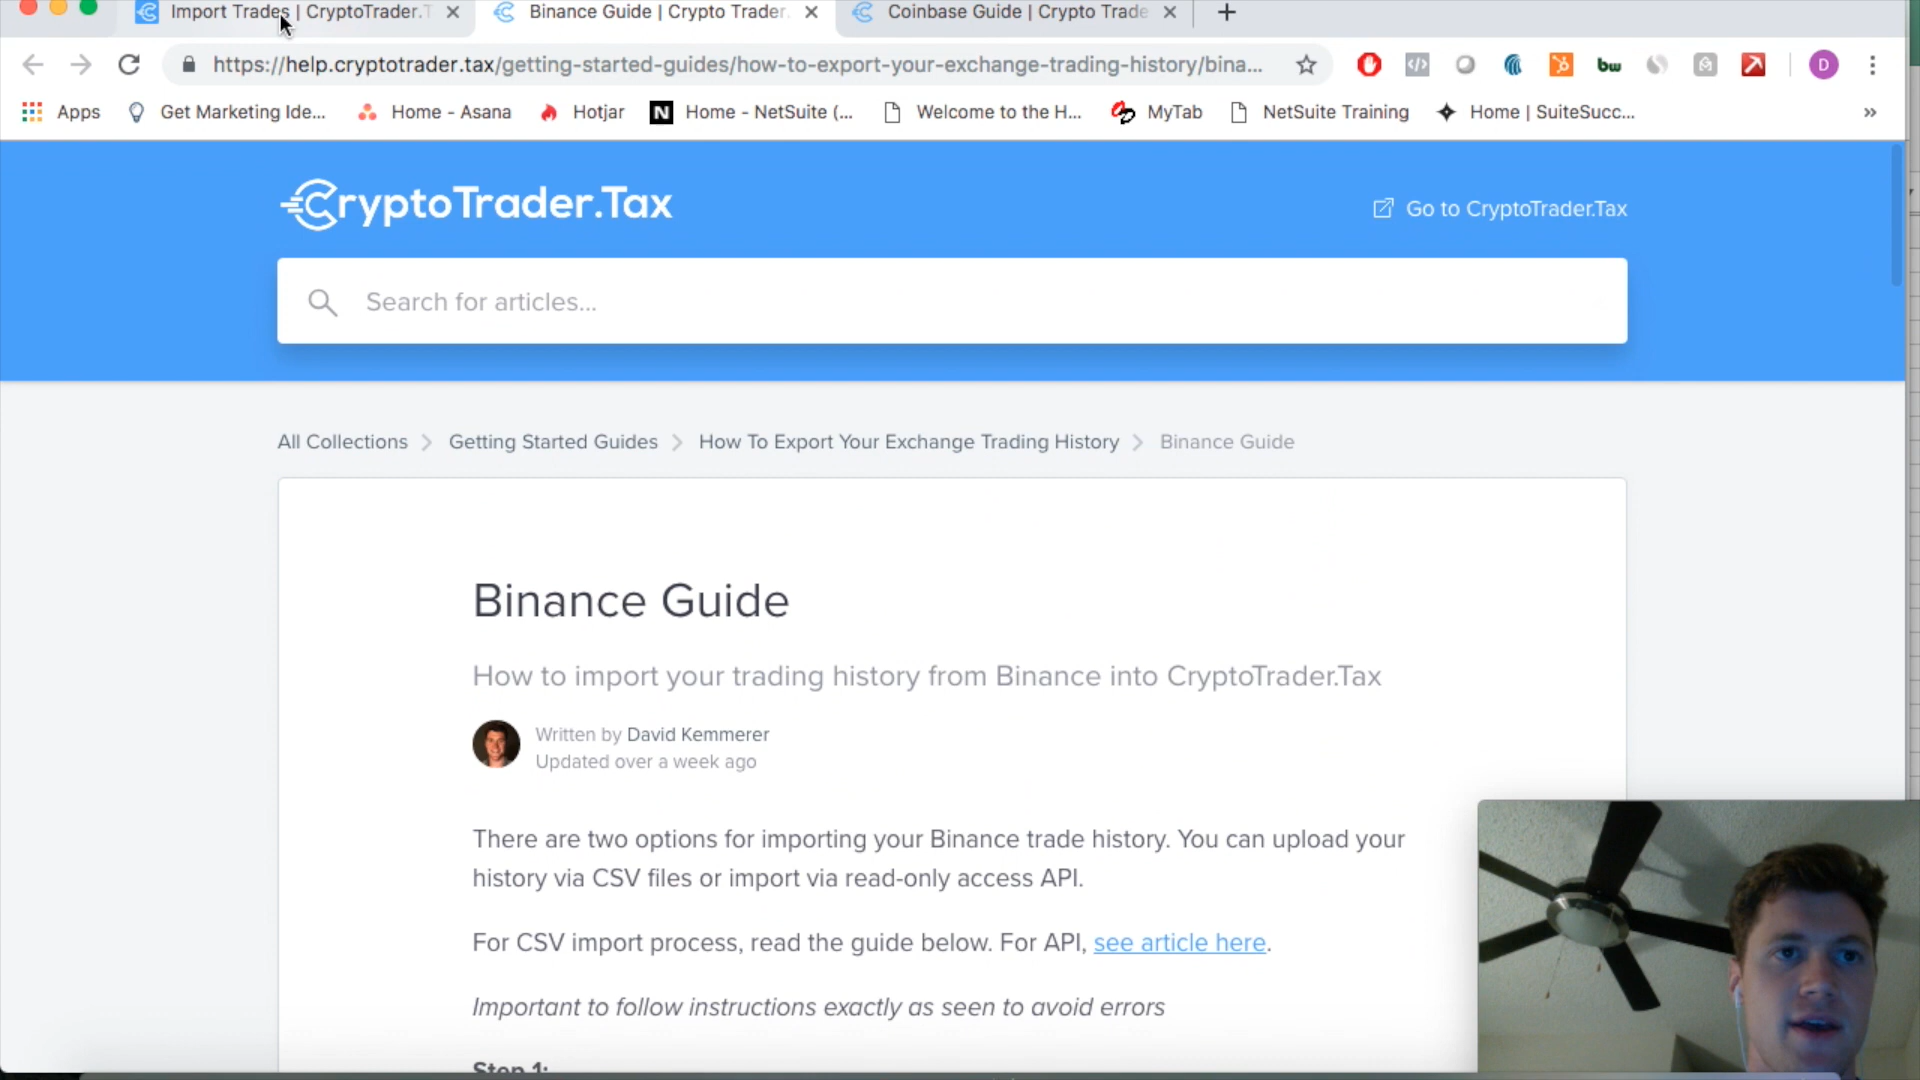 Import Trades | CryptoTrader.T
Binance Guide | Crypto Trader.
Coinbase Guide | Crypto Trade
https://help.cryptotrader.tax/getting-started-guides/how-to-export-your-exchange-trading-history/bina...
bw
D
Apps
Get Marketing Ide...
Home - Asana
Hotjar
N
Home - NetSuite (...
Welcome to the H...
MyTab
NetSuite Training
Home | SuiteSucc...
CryptoTrader.Tax
Go to CryptoTrader.Tax
Search for articles...
All Collections > Getting Started Guides > How To Export Your Exchange Trading History > Binance Guide
Binance Guide
How to import your trading history from Binance into CryptoTrader.Tax
Written by David Kemmerer
Updated over a week ago
There are two options for importing your Binance trade history. You can upload your
history via CSV files or import via read-only access API.
For CSV import process, read the guide below. For API, see article here.
Important to follow instructions exactly as seen to avoid errors
Step 1: